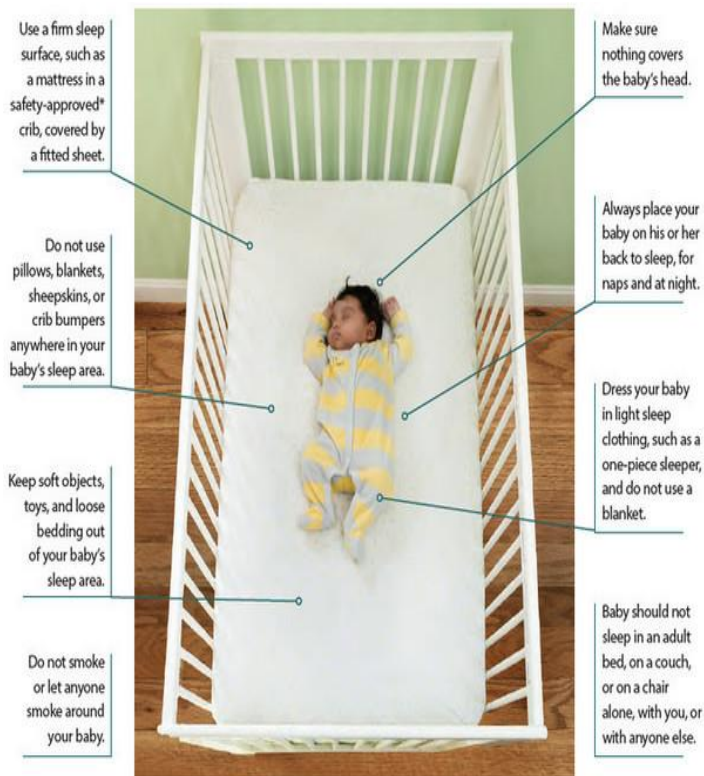 Use a firm sleep
surface, such as
a mattress in a
safety-approved*
crib, covered by
a fitted sheet.
Do not use
pillows, blankets,
sheepskins, or
crib bumpers
anywhere in your
baby's sleep area.
Keep soft objects,
toys, and loose
bedding out
of your baby's
sleep area.
Do not smoke
or let anyone
smoke around
your baby.
Make sure
nothing covers
the baby's head.
Always place your
baby on his or her
back to sleep, for
naps and at night.
Dress your baby
in light sleep
clothing, such as a
one-piece sleeper,
and do not use a
blanket.
Baby should not
sleep in an adult
bed, on a couch,
or on a chair
alone, with you, or
with anyone else.